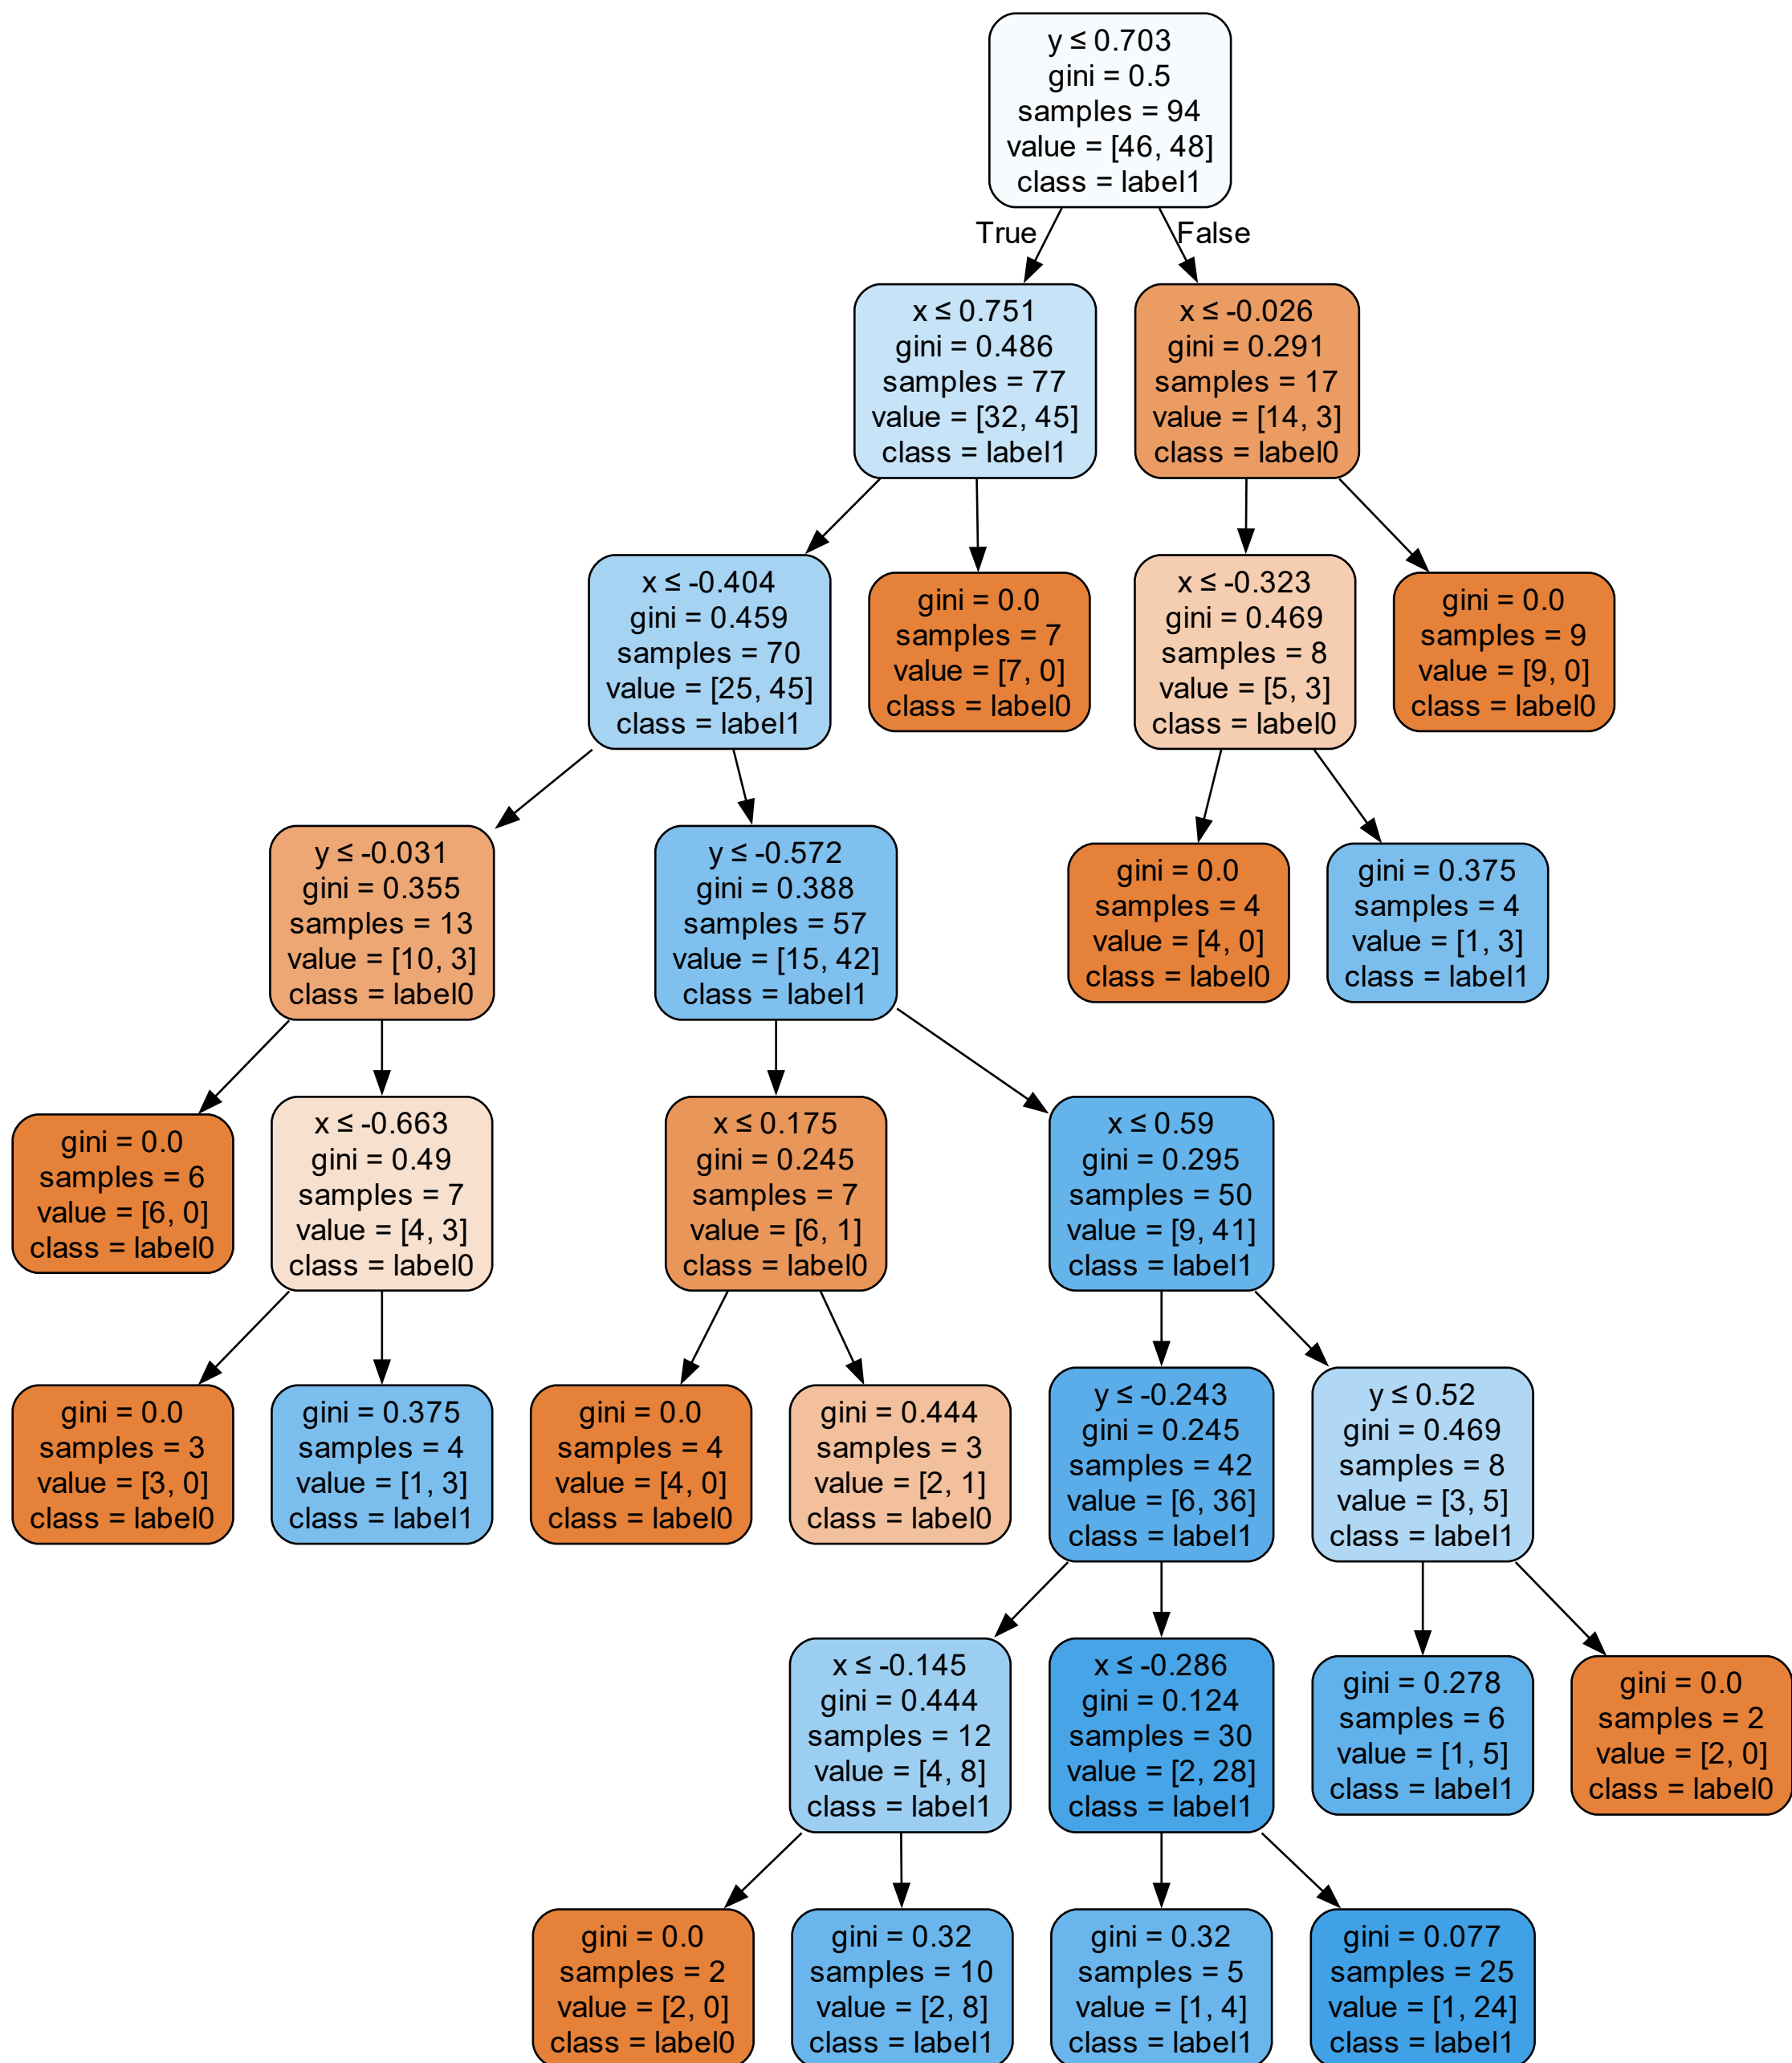 y ≤ 0.703
gini = 0.5
samples = 94
value = [46, 48]
class = label1
True
False
x ≤ 0.751
gini = 0.486
samples = 77
value = [32, 45]
class = label1
x ≤ -0.026
gini = 0.291
samples = 17
value = [14, 3]
class = label0
x ≤ -0.404
gini = 0.459
samples = 70
value = [25, 45]
class = label1
gini = 0.0
samples = 7
value = [7, 0]
class = label0
x ≤ -0.323
gini = 0.469
samples = 8
value = [5, 3]
class = label0
gini = 0.0
samples = 9
value = [9, 0]
class = label0
y ≤ -0.031
gini = 0.355
samples = 13
value = [10, 3]
class = label0
y ≤ -0.572
gini = 0.388
samples = 57
value = [15, 42]
class = label1
gini = 0.0
samples = 4
value = [4, 0]
class = label0
gini = 0.375
samples = 4
value = [1, 3]
class = label1
gini = 0.0
samples = 6
value = [6, 0]
class = label0
x ≤ -0.663
gini = 0.49
samples = 7
value = [4, 3]
class = label0
x ≤ 0.175
gini = 0.245
samples = 7
value = [6, 1]
class = label0
x ≤ 0.59
gini = 0.295
samples = 50
value = [9, 41]
class = label1
gini = 0.0
samples = 3
value = [3, 0]
class = label0
gini = 0.375
samples = 4
value = [1, 3]
class = label1
gini = 0.0
samples = 4
value = [4, 0]
class = label0
gini = 0.444
samples = 3
value = [2, 1]
class = label0
y ≤ -0.243
gini = 0.245
samples = 42
value = [6, 36]
class = label1
y ≤ 0.52
gini = 0.469
samples = 8
value = [3, 5]
class = label1
x ≤ -0.145
gini = 0.444
samples = 12
value = [4, 8]
class = label1
x ≤ -0.286
gini = 0.124
samples = 30
value = [2, 28]
class = label1
gini = 0.278
samples = 6
value = [1, 5]
class = label1
gini = 0.0
samples = 2
value = [2, 0]
class = label0
gini = 0.0
samples = 2
value = [2, 0]
class = label0
gini = 0.32
samples = 10
value = [2, 8]
class = label1
gini = 0.32
samples = 5
value = [1, 4]
class = label1
gini = 0.077
samples = 25
value = [1, 24]
class = label1